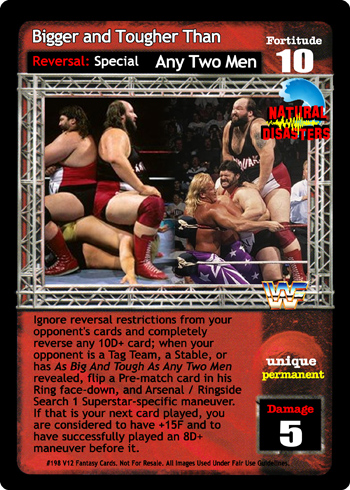 Bigger and Tougher Than
Any Two Men
Fortitude
10
Reversal: Special
NATURAL
DISASTERS
WF
Ignore reversal restrictions from your
opponent's cards and completely
reverse any 10D+ card; when your
opponent is a Tag Team, a Stable, or
has As Big And Tough As Any Two Men
revealed, flip a Pre-match card in his
Ring face-down, and Arsenal / Ringside
Search 1 Superstar-specific maneuver.
If that is your next card played, you
are considered to have +15F and to
have successfully played an 8D+
maneuver before it.
unique
permanent
Damage
5
#198 V12 Fantasy Cards. Not For Resale. All Images Used Under Fair Use Guidelines.